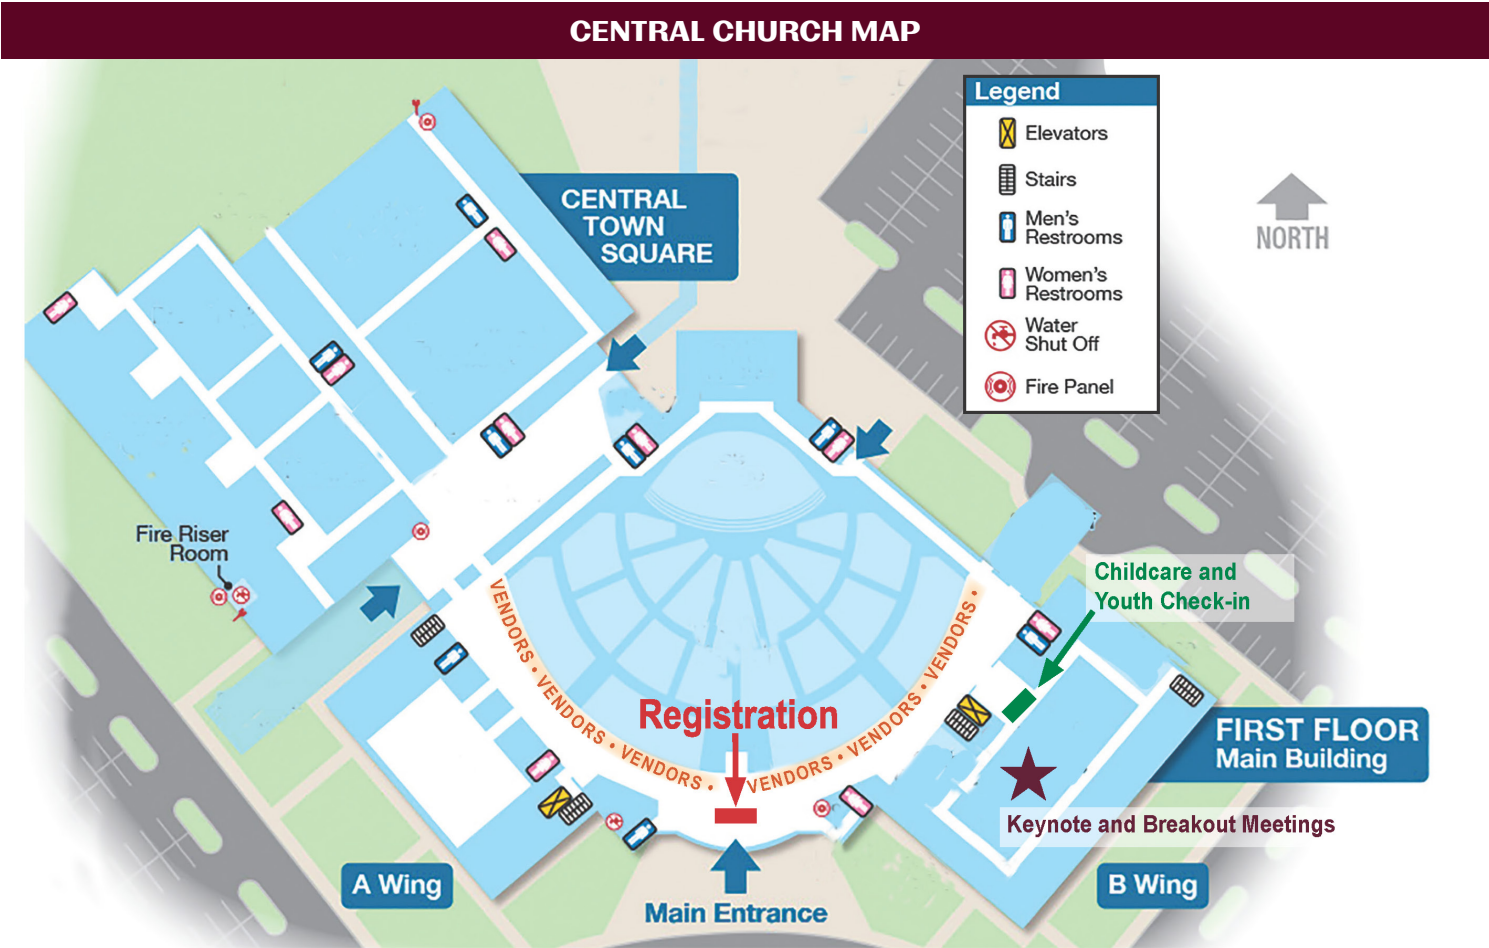 CENTRAL CHURCH MAP
Legend
Elevators
Stairs
Men's
Restrooms
Women's
Restrooms
Water
Shut Off
Fire Panel
NORTH
CENTRAL
TOWN
SQUARE
Fire Riser
Room
Childcare and
Youth Check-in
VENDORS • VENDORS • VENDORS • VENDORS •
VENDORS • VENDORS • VENDORS •
Registration
FIRST FLOOR
Main Building
Keynote and Breakout Meetings
A Wing
B Wing
Main Entrance